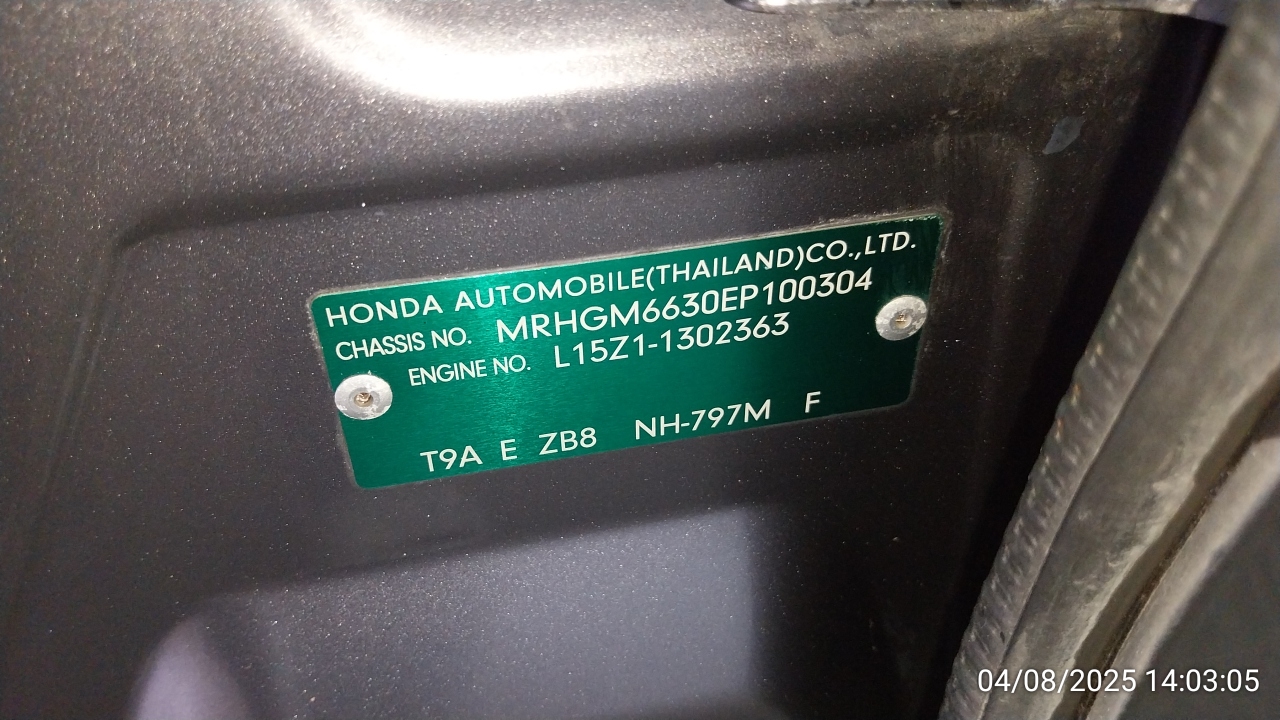 HONDA AUTOMOBILE(THAILAND)CO.,LTD.
CHASSIS NO. MRHGM6630EP100304
ENGINE NO. L15Z1-1302363
T9A E ZB8 NH-797M F
04/08/2025 14:03:05